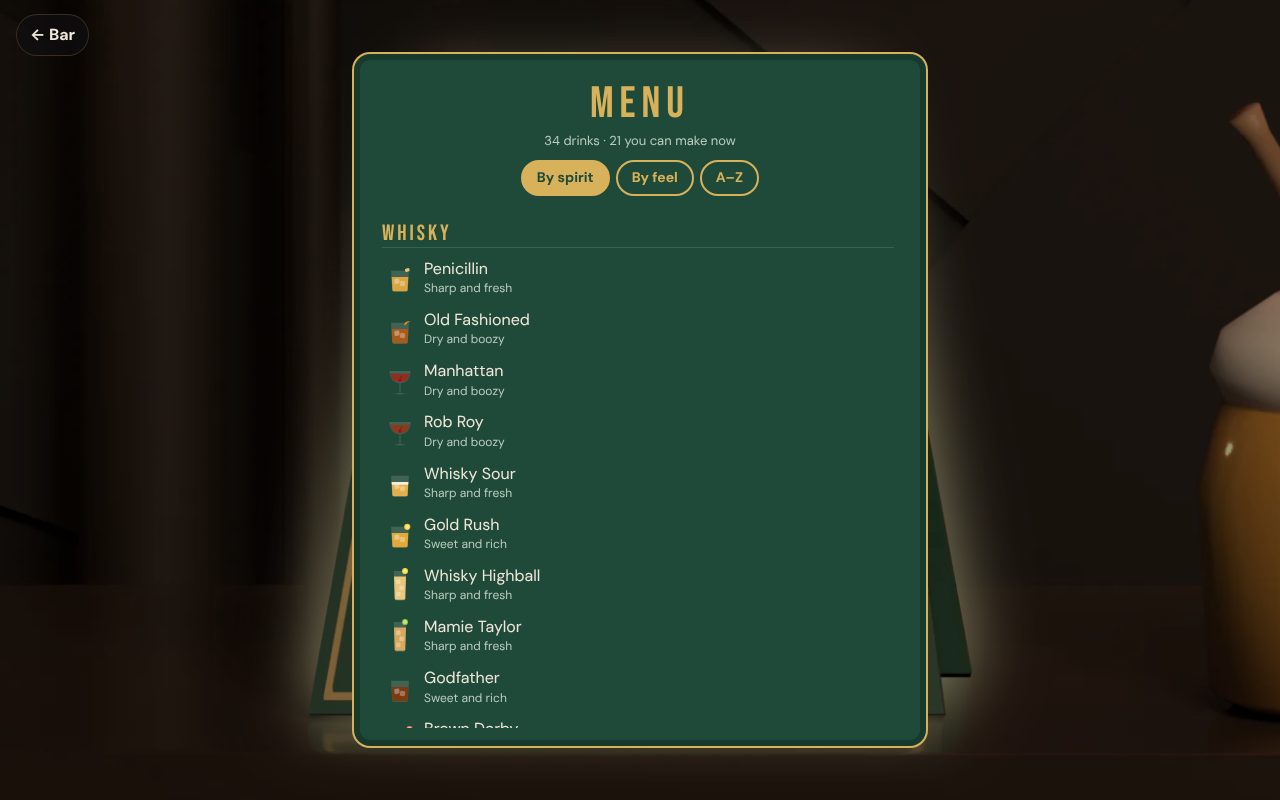 ← Bar
MENU
34 drinks · 21 you can make now
By spirit By feel A–Z
WHISKY
Penicillin
Sharp and fresh
Old Fashioned
Dry and boozy
Manhattan
Dry and boozy
Rob Roy
Dry and boozy
Whisky Sour
Sharp and fresh
Gold Rush
Sweet and rich
Whisky Highball
Sharp and fresh
Mamie Taylor
Sharp and fresh
Godfather
Sweet and rich
Brown Derby